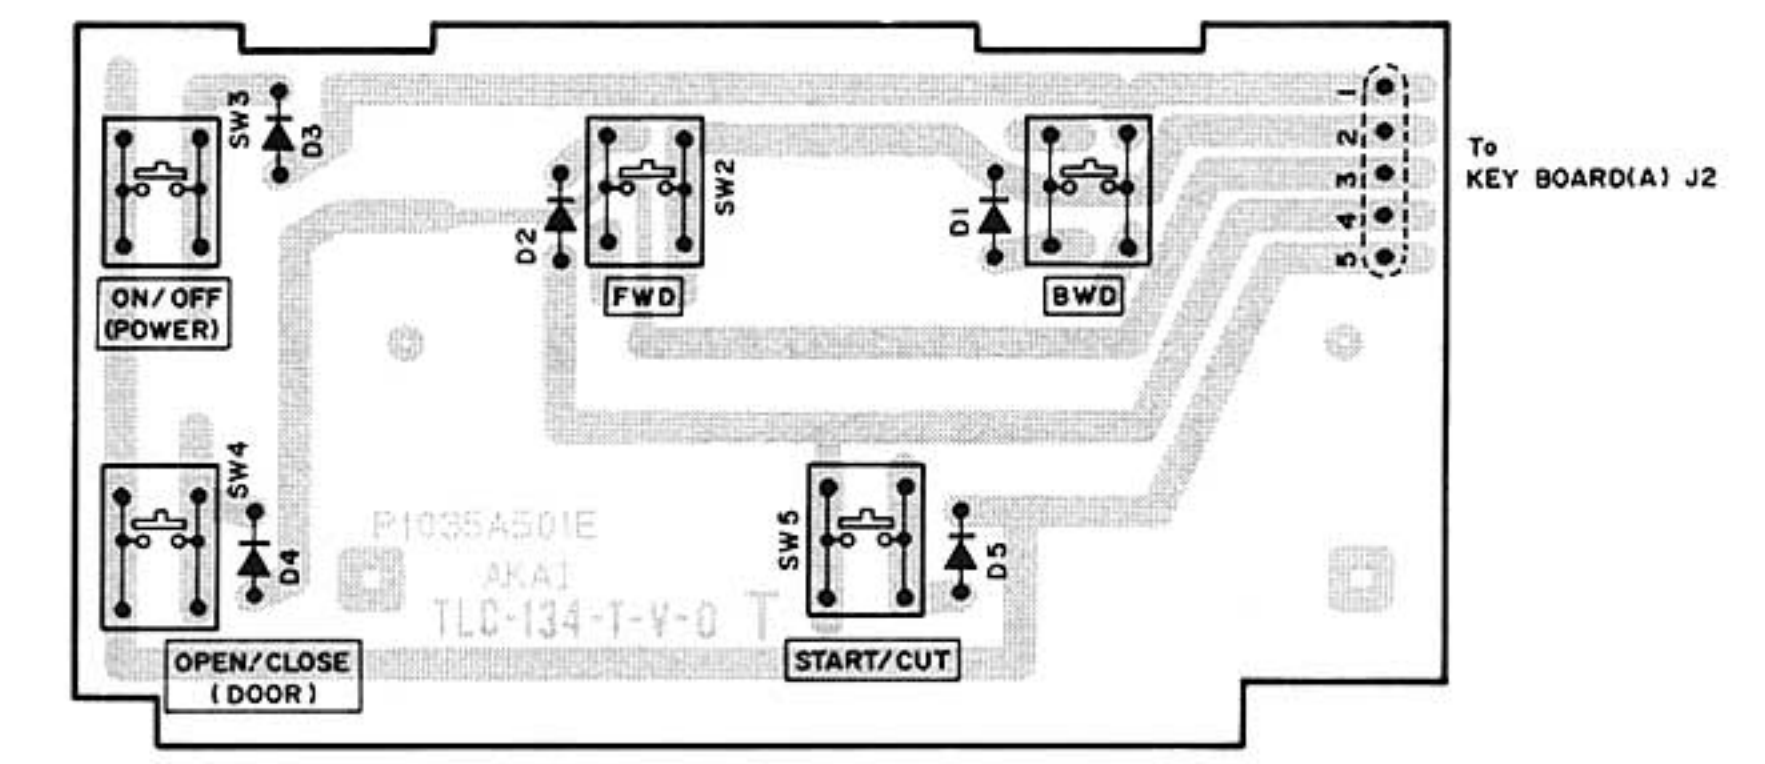 SW3
D3
1
2
3
4
5
To
KEY BOARD(A) J2
ON/OFF
(POWER)
D2
SW2
FWD
D1
BWD
SW4
D4
OPEN/CLOSE
(DOOR)
P1035A501E
AKAI
TLC-134-T-V-0 T
SW5
D5
START/CUT